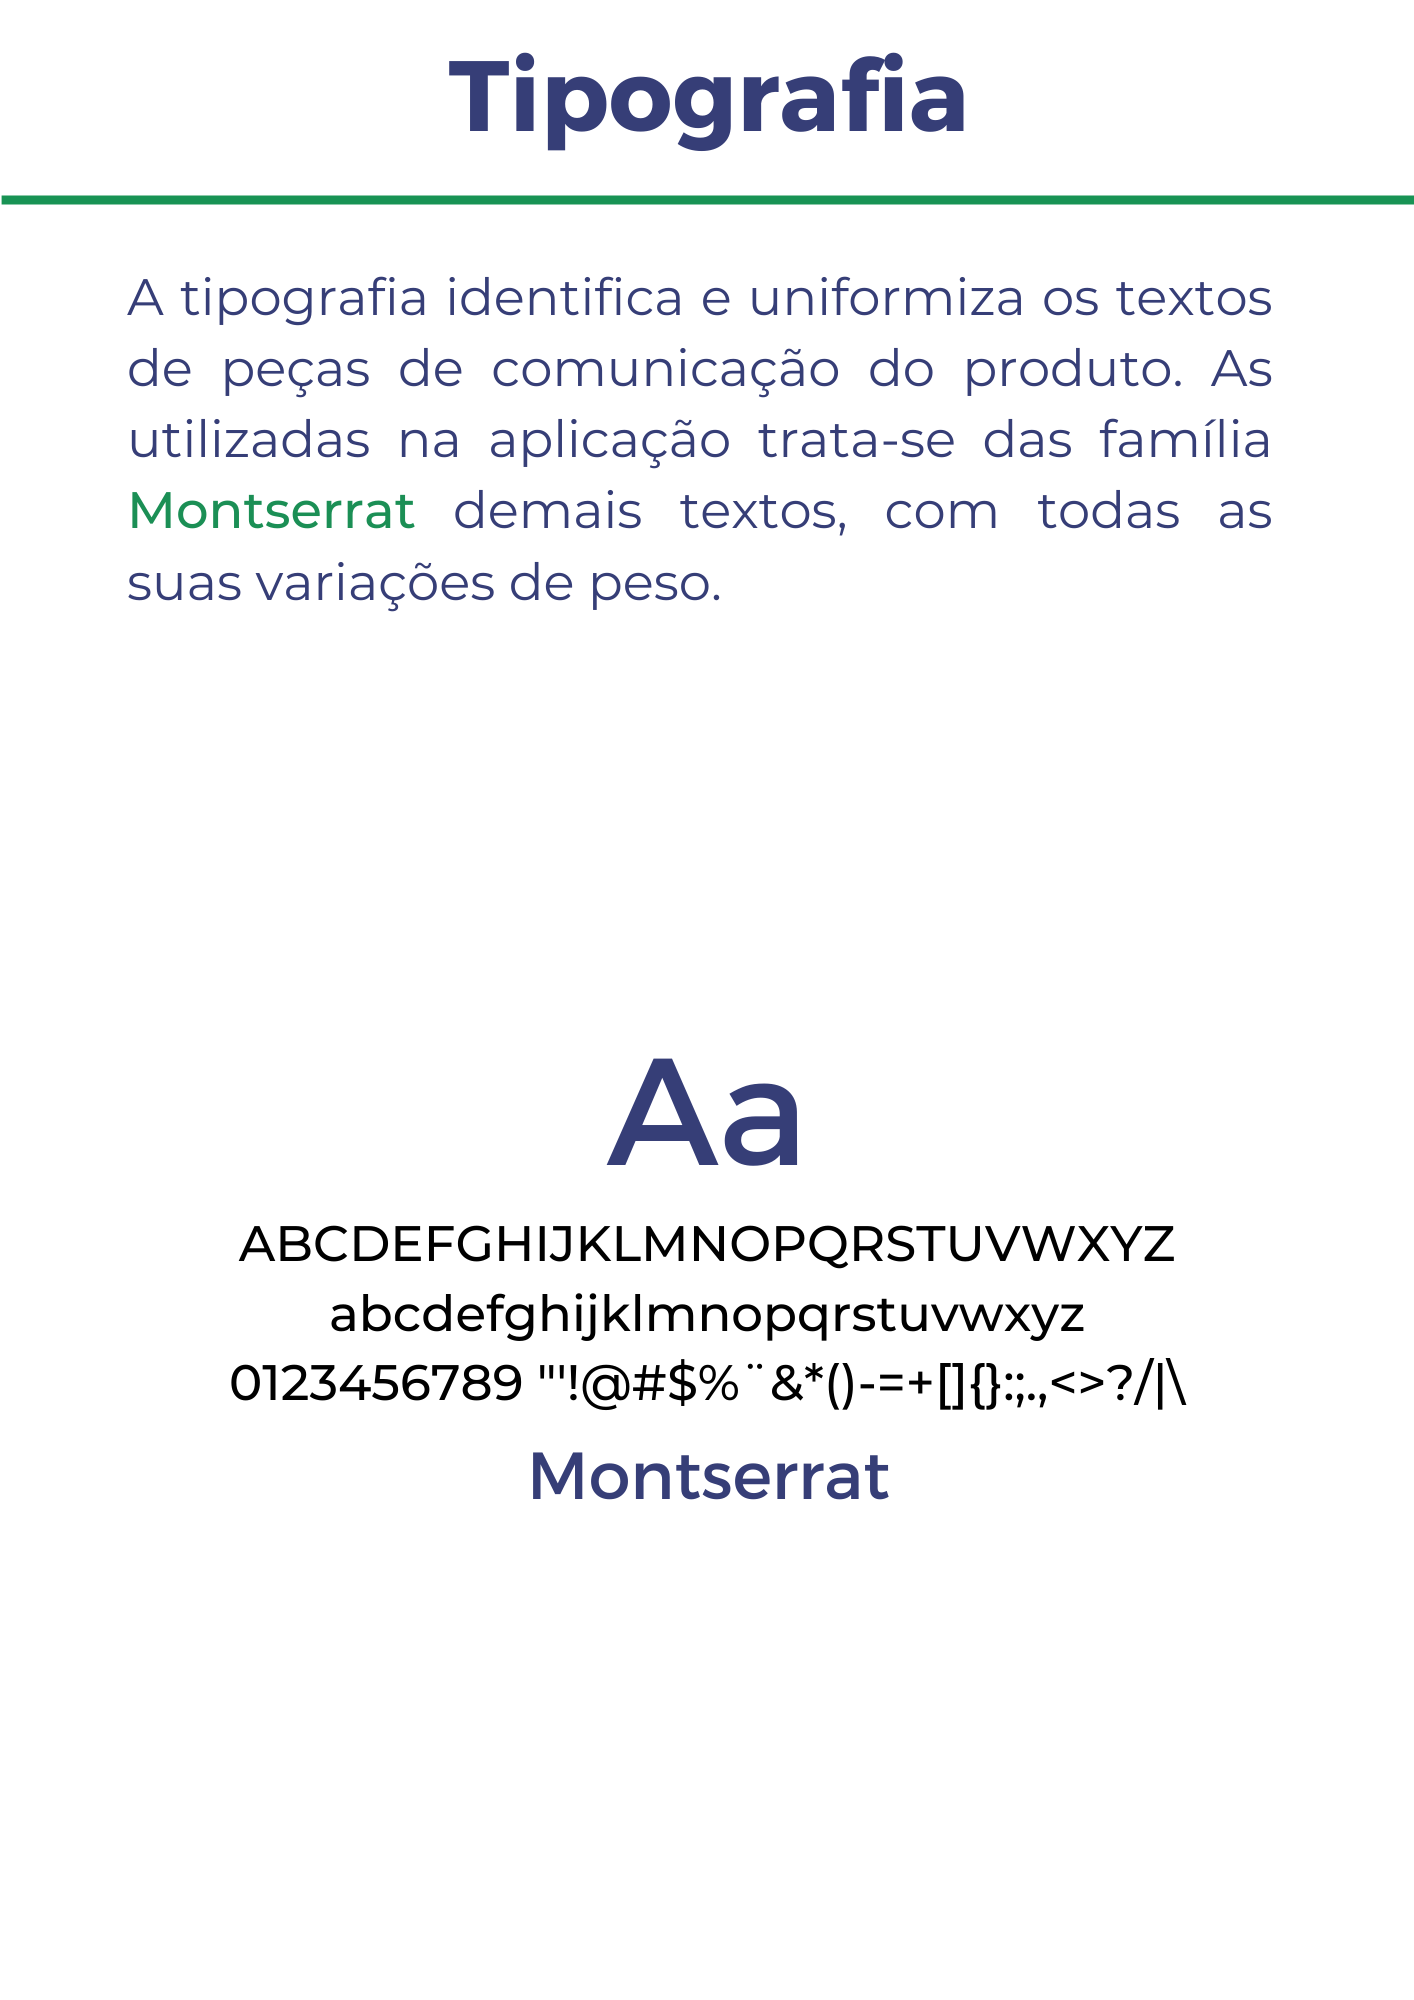 Tipografia
A tipografia identifica e uniformiza os textos
de peças de comunicação do produto. As
utilizadas na aplicação trata-se das família
Montserrat demais textos, com todas as
suas variações de peso.
Aa
ABCDEFGHIJKLMNOPQRSTUVWXYZ
abcdefghijklmnopqrstuvwxyz
0123456789 "'!@#$%¨&*()-=+[]{}:;.,<>?/|\
Montserrat